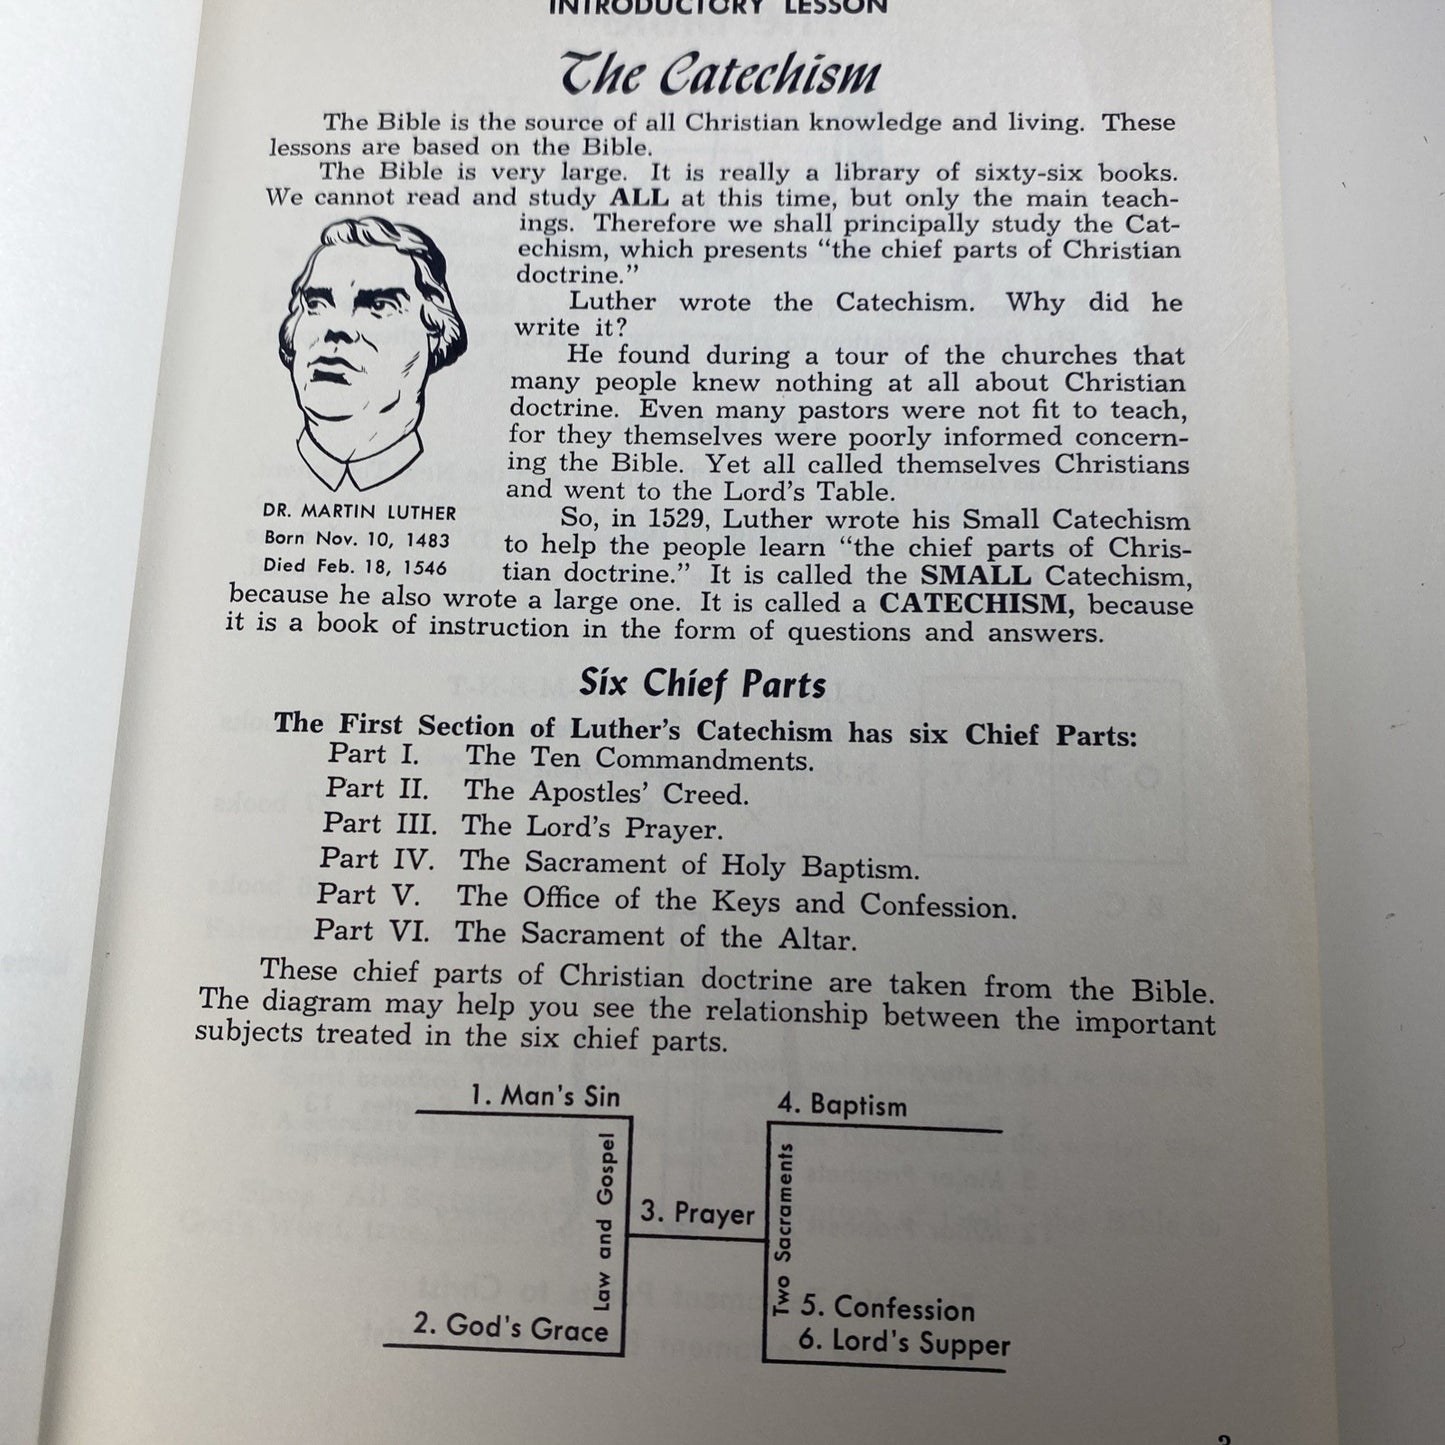 INTRODUCTORY LESSON
The Catechism
The Bible is the source of all Christian knowledge and living. These
lessons are based on the Bible.
The Bible is very large. It is really a library of sixty-six books.
We cannot read and study ALL at this time, but only the main teach-
ings. Therefore we shall principally study the Cat-
echism, which presents “the chief parts of Christian
doctrine.”
Luther wrote the Catechism. Why did he
write it?
He found during a tour of the churches that
many people knew nothing at all about Christian
doctrine. Even many pastors were not fit to teach,
for they themselves were poorly informed concern-
ing the Bible. Yet all called themselves Christians
and went to the Lord’s Table.
DR. MARTIN LUTHER
Born Nov. 10, 1483
Died Feb. 18, 1546
So, in 1529, Luther wrote his Small Catechism
to help the people learn “the chief parts of Chris-
tian doctrine.” It is called the SMALL Catechism,
because he also wrote a large one. It is called a CATECHISM, because
it is a book of instruction in the form of questions and answers.
Six Chief Parts
The First Section of Luther’s Catechism has six Chief Parts:
Part I. The Ten Commandments.
Part II. The Apostles’ Creed.
Part III. The Lord’s Prayer.
Part IV. The Sacrament of Holy Baptism.
Part V. The Office of the Keys and Confession.
Part VI. The Sacrament of the Altar.
These chief parts of Christian doctrine are taken from the Bible.
The diagram may help you see the relationship between the important
subjects treated in the six chief parts.
1. Man's Sin
Law and Gospel
2. God's Grace
3. Prayer
4. Baptism
Two Sacraments
5. Confession
6. Lord's Supper